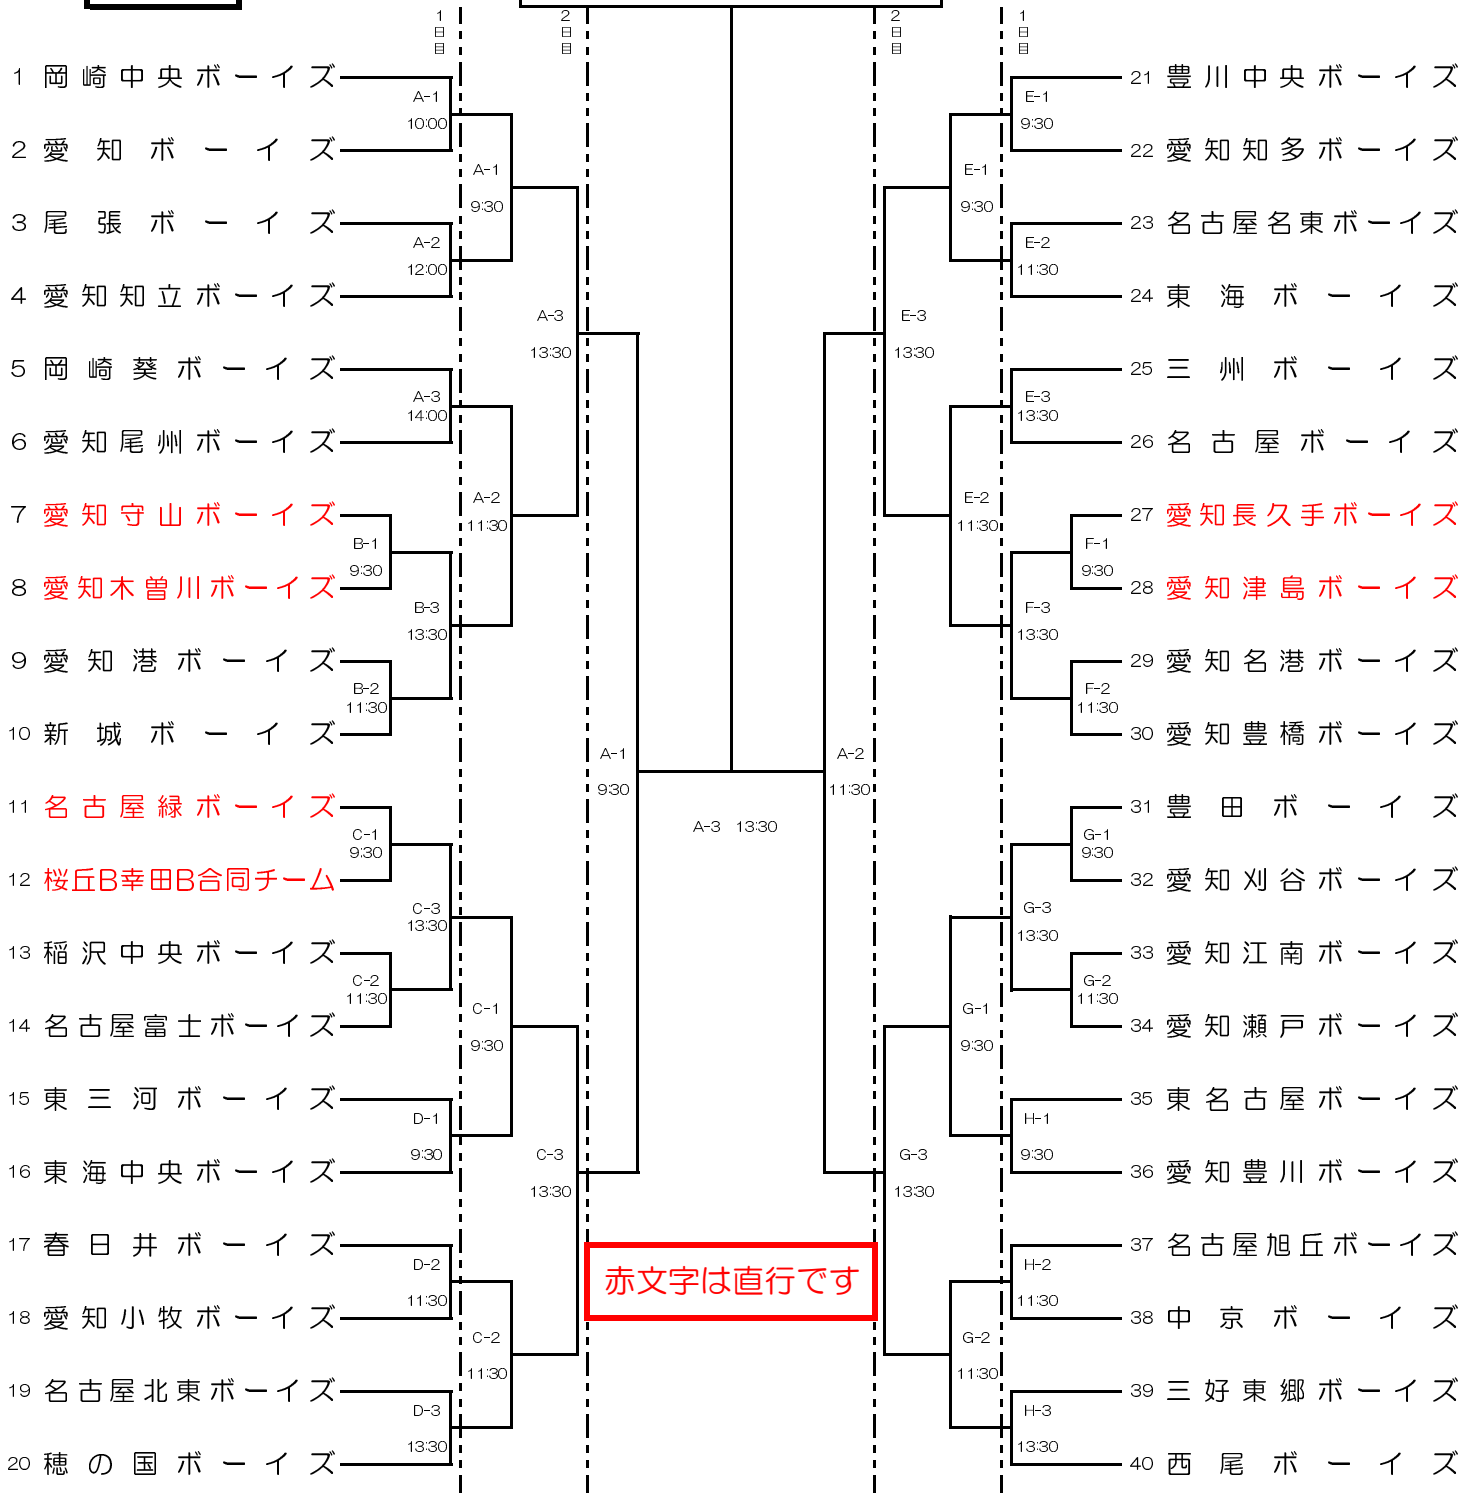 1日目
2日目
2日目
1日目
1 岡崎中央ボーイズ
A-1
10:00
2 愛知ボーイズ
A-1
9:30
3 尾張ボーイズ
A-2
12:00
4 愛知知立ボーイズ
A-3
13:30
5 岡崎葵ボーイズ
A-3
14:00
6 愛知尾州ボーイズ
A-2
11:30
7 愛知守山ボーイズ
B-1
9:30
8 愛知木曽川ボーイズ
B-3
13:30
9 愛知港ボーイズ
B-2
11:30
10 新城ボーイズ
A-1
9:30
11 名古屋緑ボーイズ
C-1
9:30
12 桜丘B幸田B合同チーム
C-3
13:30
13 稲沢中央ボーイズ
C-2
11:30
14 名古屋富士ボーイズ
C-1
9:30
15 東三河ボーイズ
D-1
9:30
16 東海中央ボーイズ
C-3
13:30
17 春日井ボーイズ
D-2
11:30
18 愛知小牧ボーイズ
C-2
11:30
19 名古屋北東ボーイズ
D-3
13:30
20 穂の国ボーイズ
A-3 13:30
赤文字は直行です
21 豊川中央ボーイズ
E-1
9:30
22 愛知知多ボーイズ
E-1
9:30
23 名古屋名東ボーイズ
E-2
11:30
24 東海ボーイズ
E-3
13:30
25 三州ボーイズ
E-3
13:30
26 名古屋ボーイズ
E-2
11:30
27 愛知長久手ボーイズ
F-1
9:30
28 愛知津島ボーイズ
F-3
13:30
29 愛知名港ボーイズ
F-2
11:30
30 愛知豊橋ボーイズ
A-2
11:30
31 豊田ボーイズ
G-1
9:30
32 愛知刈谷ボーイズ
G-3
13:30
33 愛知江南ボーイズ
G-2
11:30
34 愛知瀬戸ボーイズ
G-1
9:30
35 東名古屋ボーイズ
H-1
9:30
36 愛知豊川ボーイズ
G-3
13:30
37 名古屋旭丘ボーイズ
H-2
11:30
38 中京ボーイズ
G-2
11:30
39 三好東郷ボーイズ
H-3
13:30
40 西尾ボーイズ